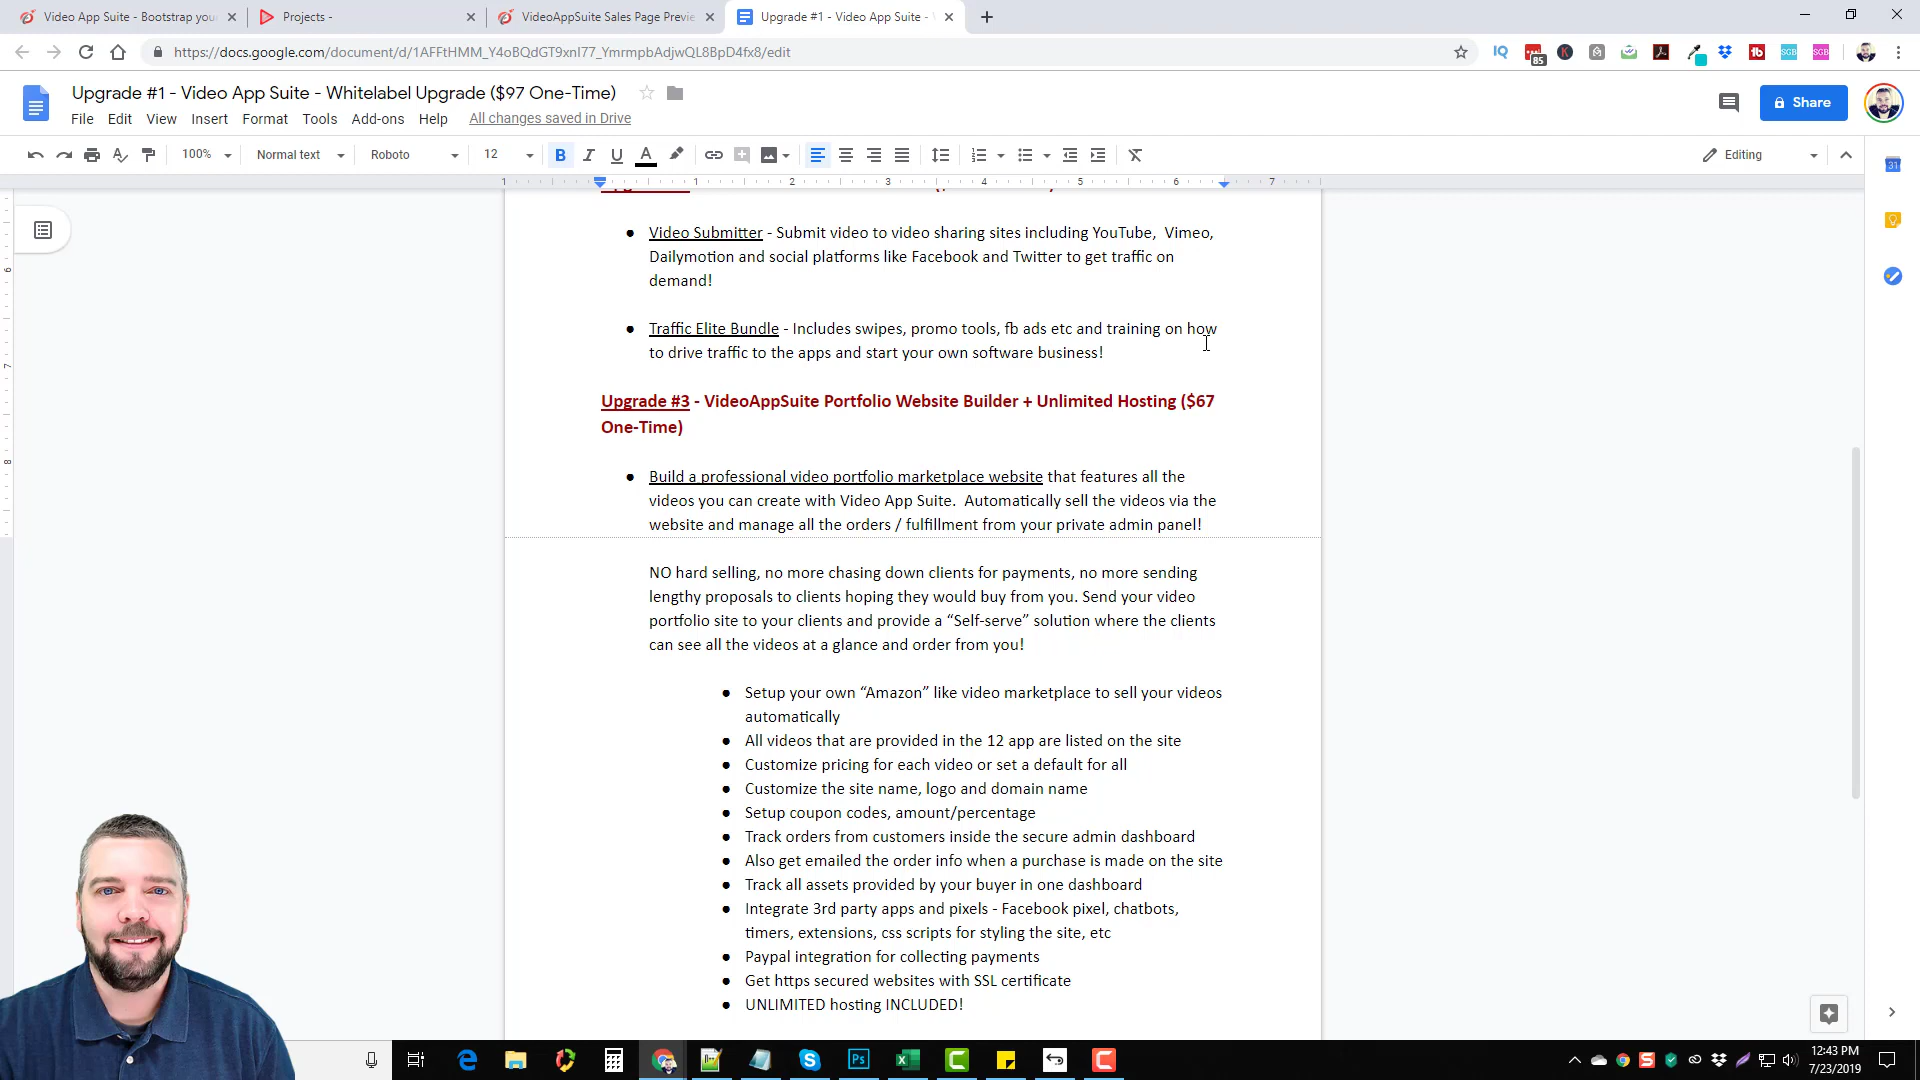 Video App Suite - Bootstrap you
Projects -
VideoAppSuite Sales Page Previe
Upgrade #1 - Video App Suite -
https://docs.google.com/document/d/1AFFtHMM_Y4oBQdGT9xnI77_YmrmpbAdjwQL8BpD4fx8/edit
85
Upgrade #1 - Video App Suite - Whitelabel Upgrade ($97 One-Time)
File Edit View Insert Format Tools Add-ons Help All changes saved in Drive
Share
100% Normal text Roboto 12 Editing
1 1 2 3 4 5 6 7
Video Submitter - Submit video to video sharing sites including YouTube, Vimeo,
Dailymotion and social platforms like Facebook and Twitter to get traffic on
demand!
Traffic Elite Bundle - Includes swipes, promo tools, fb ads etc and training on how
to drive traffic to the apps and start your own software business!
Upgrade #3 - VideoAppSuite Portfolio Website Builder + Unlimited Hosting ($67
One-Time)
Build a professional video portfolio marketplace website that features all the
videos you can create with Video App Suite. Automatically sell the videos via the
website and manage all the orders / fulfillment from your private admin panel!
NO hard selling, no more chasing down clients for payments, no more sending
lengthy proposals to clients hoping they would buy from you. Send your video
portfolio site to your clients and provide a “Self-serve” solution where the clients
can see all the videos at a glance and order from you!
Setup your own “Amazon” like video marketplace to sell your videos
automatically
All videos that are provided in the 12 app are listed on the site
Customize pricing for each video or set a default for all
Customize the site name, logo and domain name
Setup coupon codes, amount/percentage
Track orders from customers inside the secure admin dashboard
Also get emailed the order info when a purchase is made on the site
Track all assets provided by your buyer in one dashboard
Integrate 3rd party apps and pixels - Facebook pixel, chatbots,
timers, extensions, css scripts for styling the site, etc
Paypal integration for collecting payments
Get https secured websites with SSL certificate
UNLIMITED hosting INCLUDED!
12:43 PM
7/23/2019